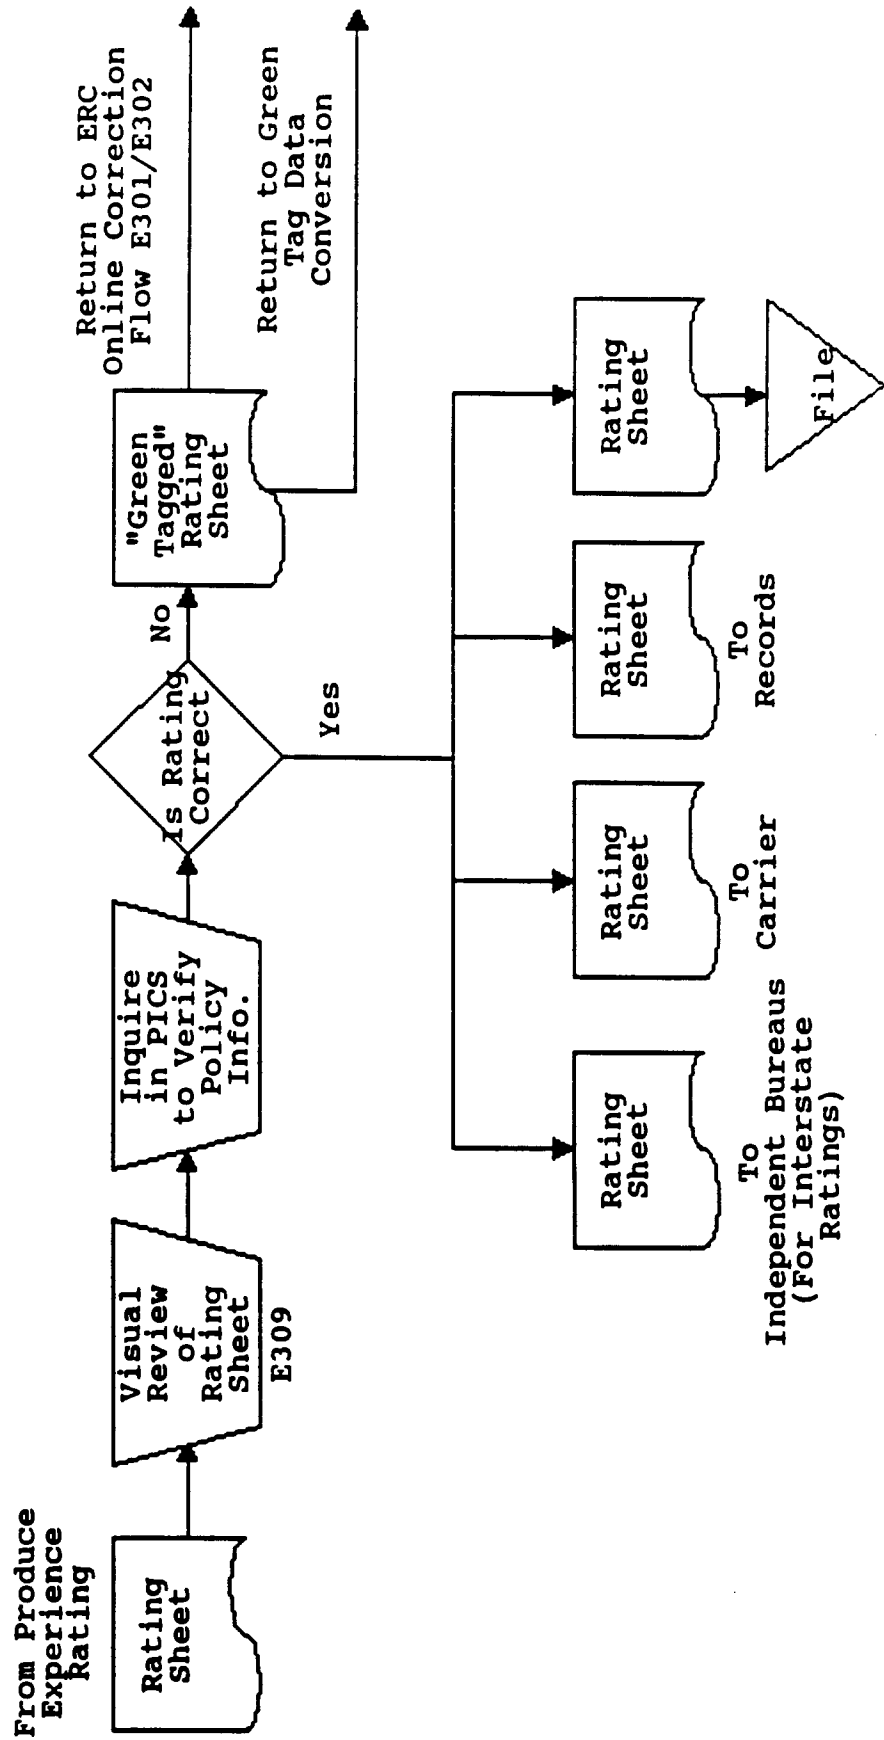 From Produce
Experience
Rating
Rating
Sheet
Visual
Review
of
Rating
Sheet
E309
Inquire
in PICS
to Verify
Policy
Info.
Is Rating
Correct
No
Yes
"Green
Tagged"
Rating
Sheet
Return to ERC
Online Correction
Flow E301/E302
Return to Green
Tag Data
Conversion
Rating
Sheet
To
Independent Bureaus
(For Interstate
Ratings)
Rating
Sheet
To
Carrier
Rating
Sheet
To
Records
Rating
Sheet
File